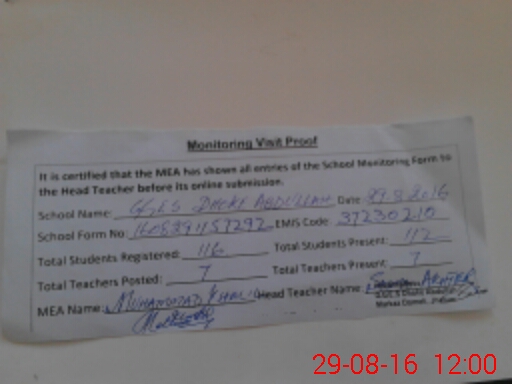 Monitoring Visit Proof
It is certified that the MEA has shown all entries of the School Monitoring Form to
the Head Teacher before its online submission.
School Name: GGES DHOKE ABDULLAH Date 29-8-2016
School Form No: EMIS Code: 37230210
Total Students Registered: 116 Total Students Present: 112
Total Teachers Posted: 7 Total Teachers Present: 7
MEA Name: MUHAMMAD KHALID Head Teacher Name: AKHTER
29-08-16 12:00